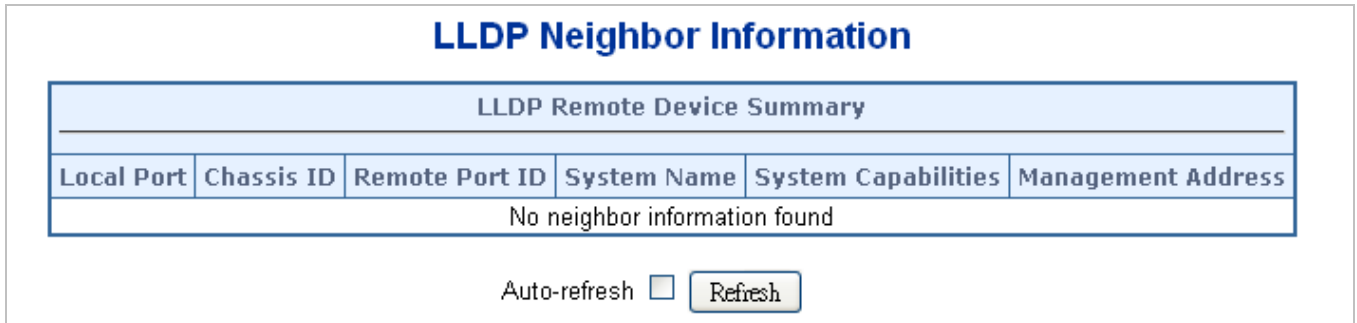 LLDP Neighbor Information
LLDP Remote Device Summary
Local Port Chassis ID Remote Port ID System Name System Capabilities Management Address
No neighbor information found
Auto-refresh Refresh